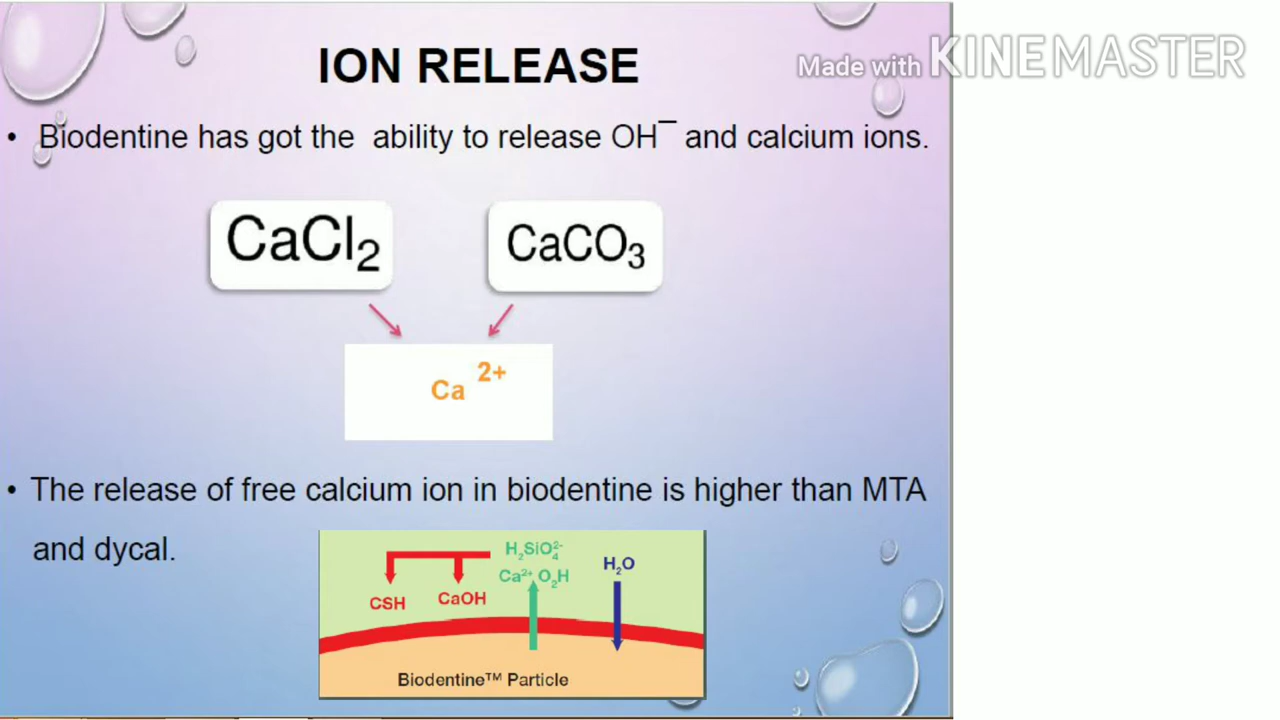 ION RELEASE
Made with KINEMASTER
• Biodentine has got the ability to release OH¯ and calcium ions.
CaCl₂ CaCO₃
Ca ²⁺
• The release of free calcium ion in biodentine is higher than MTA
and dycal.
H₂SiO₄²⁻
H₂O
Ca²⁺ O₂H
CSH CaOH
Biodentine™ Particle